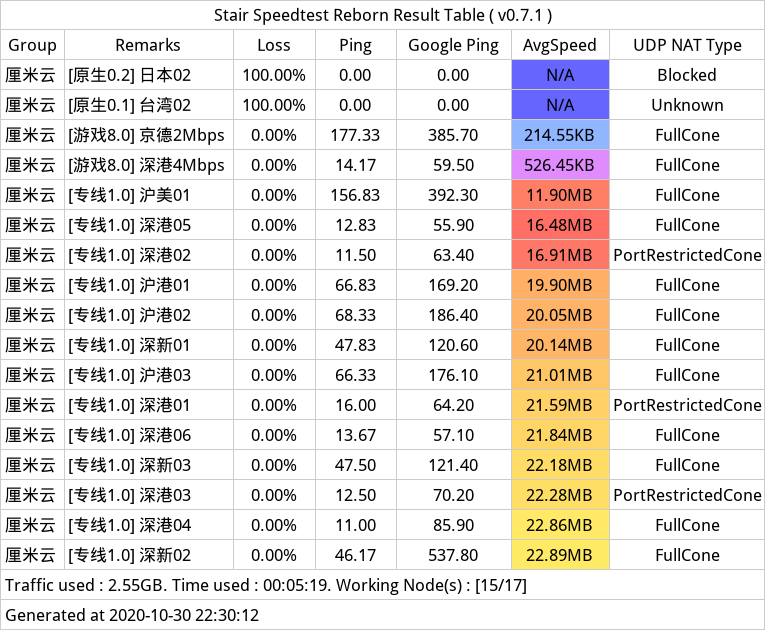 Stair Speedtest Reborn Result Table ( v0.7.1 )
Group Remarks Loss Ping Google Ping AvgSpeed UDP NAT Type
厘米云 [原生0.2] 日本02 100.00% 0.00 0.00 N/A Blocked
厘米云 [原生0.1] 台湾02 100.00% 0.00 0.00 N/A Unknown
厘米云 [游戏8.0] 京德2Mbps 0.00% 177.33 385.70 214.55KB FullCone
厘米云 [游戏8.0] 深港4Mbps 0.00% 14.17 59.50 526.45KB FullCone
厘米云 [专线1.0] 沪美01 0.00% 156.83 392.30 11.90MB FullCone
厘米云 [专线1.0] 深港05 0.00% 12.83 55.90 16.48MB FullCone
厘米云 [专线1.0] 深港02 0.00% 11.50 63.40 16.91MB PortRestrictedCone
厘米云 [专线1.0] 沪港01 0.00% 66.83 169.20 19.90MB FullCone
厘米云 [专线1.0] 沪港02 0.00% 68.33 186.40 20.05MB FullCone
厘米云 [专线1.0] 深新01 0.00% 47.83 120.60 20.14MB FullCone
厘米云 [专线1.0] 沪港03 0.00% 66.33 176.10 21.01MB FullCone
厘米云 [专线1.0] 深港01 0.00% 16.00 64.20 21.59MB PortRestrictedCone
厘米云 [专线1.0] 深港06 0.00% 13.67 57.10 21.84MB FullCone
厘米云 [专线1.0] 深新03 0.00% 47.50 121.40 22.18MB FullCone
厘米云 [专线1.0] 深港03 0.00% 12.50 70.20 22.28MB PortRestrictedCone
厘米云 [专线1.0] 深港04 0.00% 11.00 85.90 22.86MB FullCone
厘米云 [专线1.0] 深新02 0.00% 46.17 537.80 22.89MB FullCone
Traffic used : 2.55GB. Time used : 00:05:19. Working Node(s) : [15/17]
Generated at 2020-10-30 22:30:12